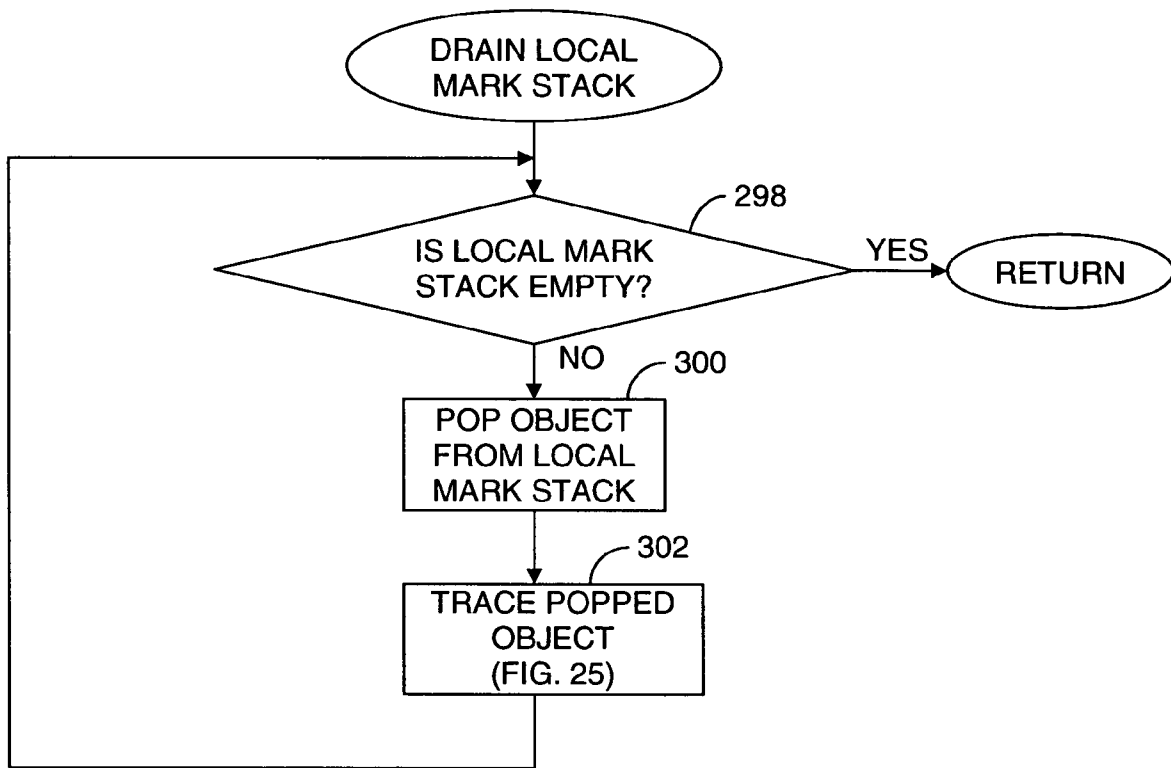 DRAIN LOCAL
MARK STACK
298
IS LOCAL MARK
STACK EMPTY?
YES
RETURN
NO
300
POP OBJECT
FROM LOCAL
MARK STACK
302
TRACE POPPED
OBJECT
(FIG. 25)